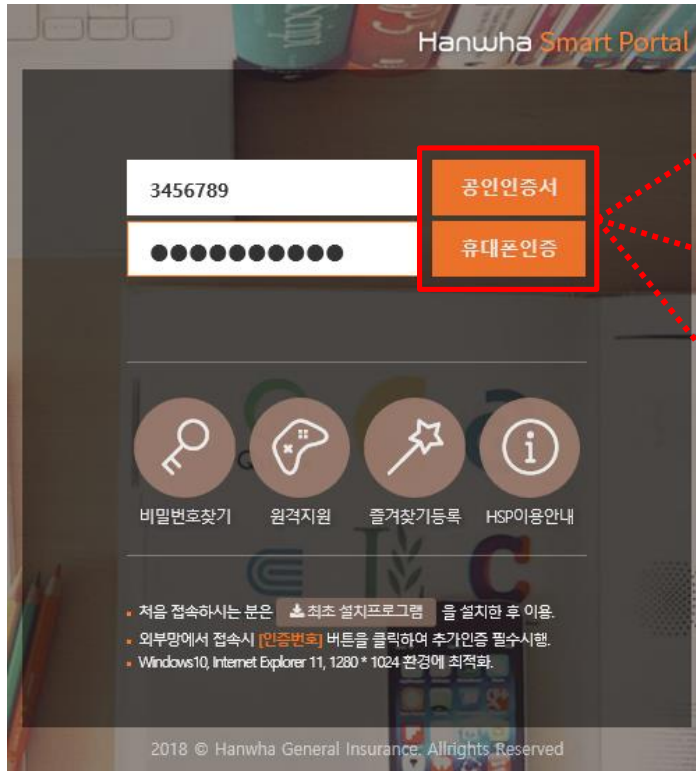 Hanwha Smart Portal
3456789
공인인증서
●●●●●●●●●●
휴대폰인증
비밀번호찾기
원격지원
즐겨찾기등록
HSP이용안내
처음 접속하시는 분은 최초 설치프로그램 을 설치한 후 이용.
외부망에서 접속시 [인증번호] 버튼을 클릭하여 추가인증 필수시행.
Windows10, Internet Explorer 11, 1280 * 1024 환경에 최적화.
2018 © Hanwha General Insurance. Allrights Reserved